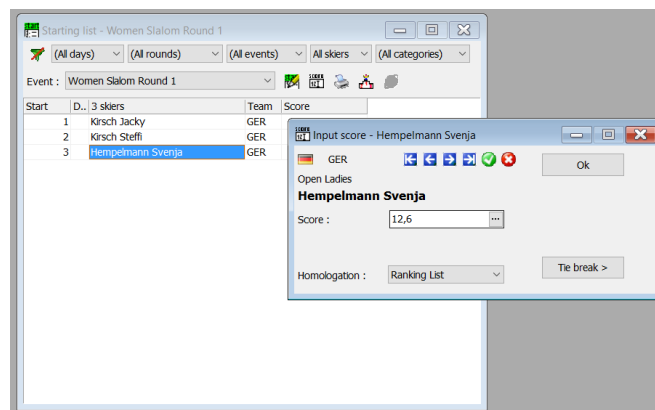 Starting list - Women Slalom Round 1
(All days) (All rounds) (All events) All skiers (All categories)
Event : Women Slalom Round 1
Start D.. 3 skiers Team Score
1 Kirsch Jacky GER
2 Kirsch Steffi GER
3 Hempelmann Svenja GER
Input score - Hempelmann Svenja
GER
Ok
Open Ladies
Hempelmann Svenja
Score : 12,6 ...
Homologation : Ranking List
Tie break >